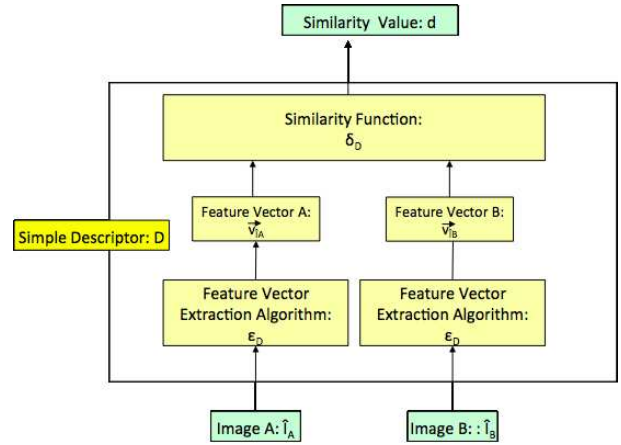 Similarity Value: d
Similarity Function:
δD
Feature Vector A:
v⃗ÎA
Feature Vector B:
v⃗ÎB
Simple Descriptor: D
Feature Vector
Extraction Algorithm:
εD
Feature Vector
Extraction Algorithm:
εD
Image A: ÎA
Image B: : ÎB